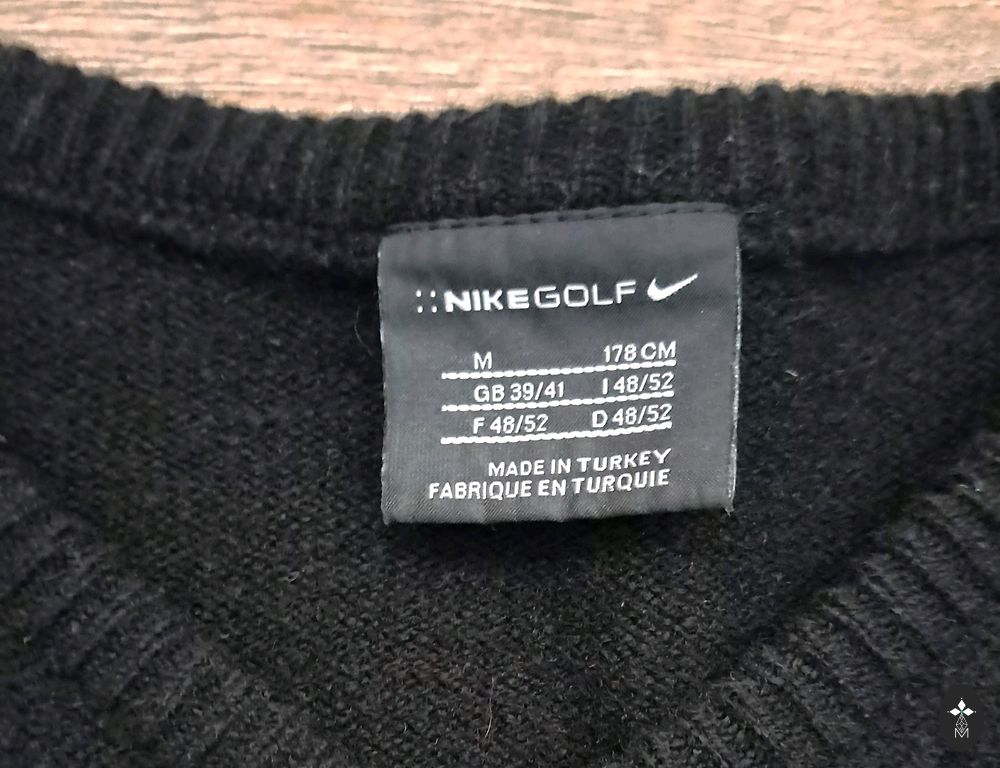 NIKEGOLF
M 178 CM
GB 39/41 I 48/52
F 48/52 D 48/52
MADE IN TURKEY
FABRIQUE EN TURQUIE
M